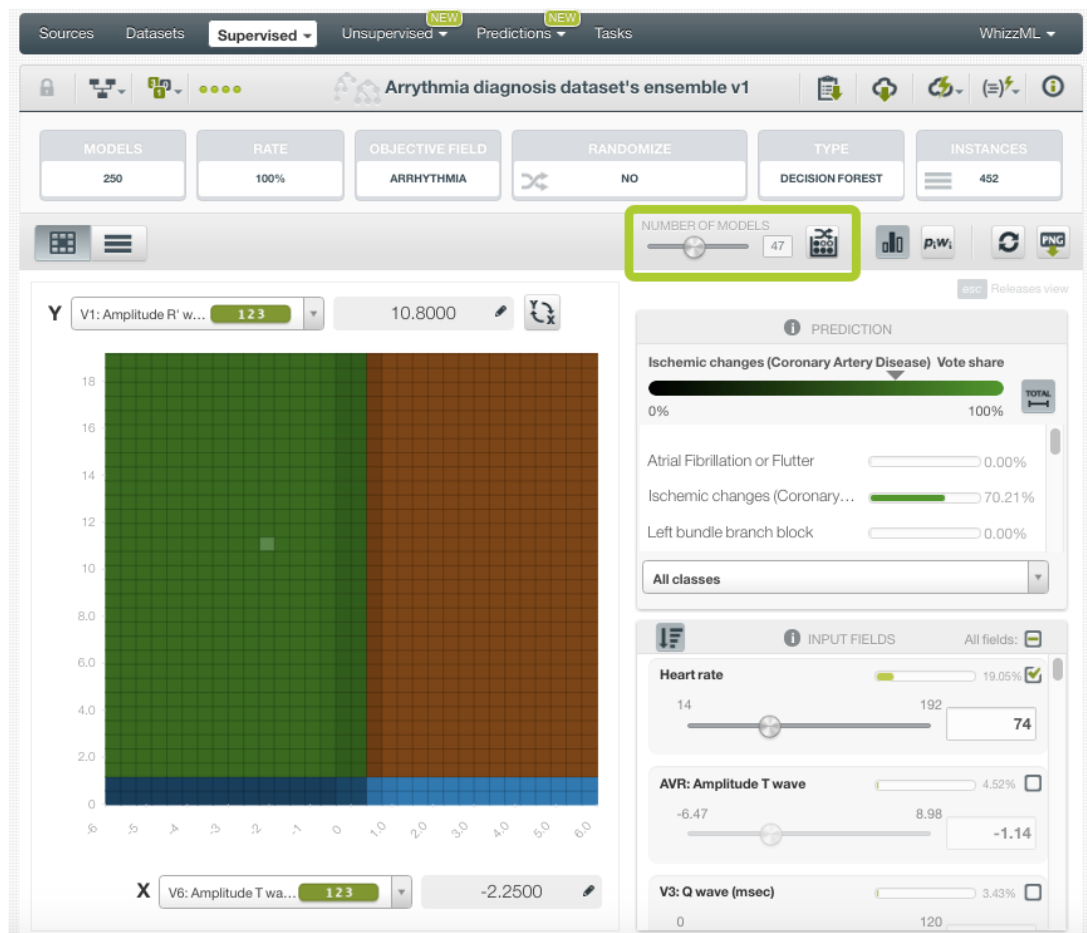 NEW NEW
Sources Datasets Supervised Unsupervised Predictions Tasks WhizzML
Arrythmia diagnosis dataset's ensemble v1
MODELS RATE OBJECTIVE FIELD RANDOMIZE TYPE INSTANCES
250 100% ARRHYTHMIA NO DECISION FOREST 452
NUMBER OF MODELS
47 PiWi PNG
esc Releases view
Y V1: Amplitude R' w... 123 10.8000 Y X
PREDICTION
Ischemic changes (Coronary Artery Disease) Vote share
TOTAL
0% 100%
Atrial Fibrillation or Flutter 0.00%
Ischemic changes (Coronary... 70.21%
Left bundle branch block 0.00%
All classes
INPUT FIELDS All fields:
Heart rate 19.05%
14 192
74
AVR: Amplitude T wave 4.52%
-6.47 8.98
-1.14
V3: Q wave (msec) 3.43%
0 120
18
16
14
12
10
8.0
6.0
4.0
2.0
0
-6 -5 -4 -3 -2 -1 0 1.0 2.0 3.0 4.0 5.0 6.0
X V6: Amplitude T wa... 123 -2.2500